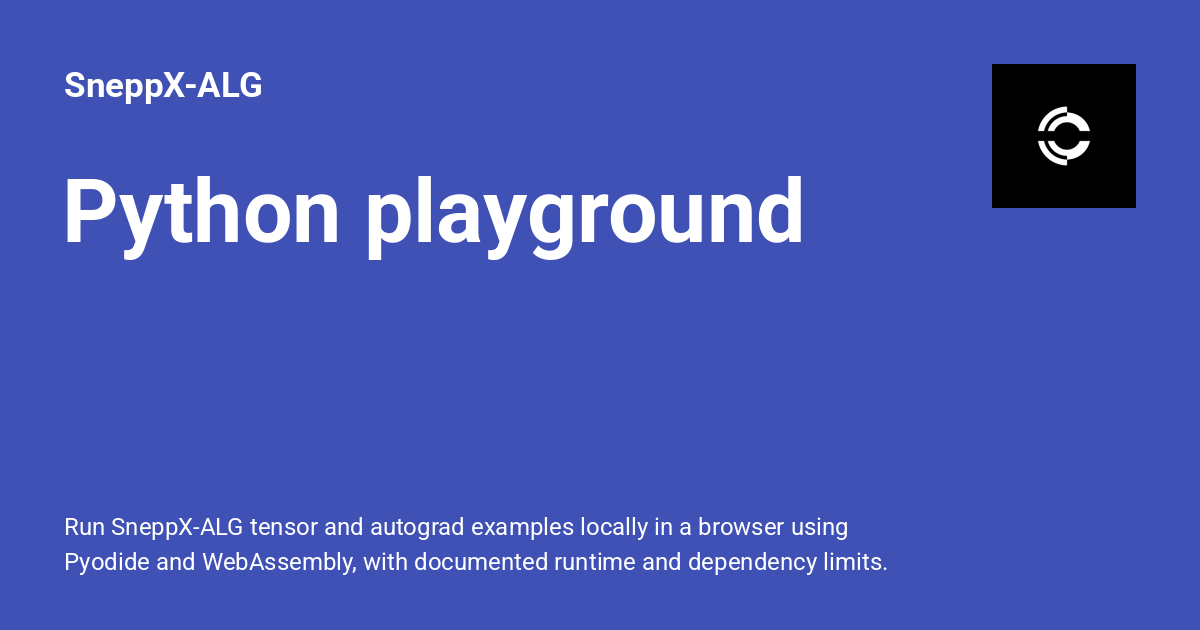 SneppX-ALG
Python playground
Run SneppX-ALG tensor and autograd examples locally in a browser using
Pyodide and WebAssembly, with documented runtime and dependency limits.